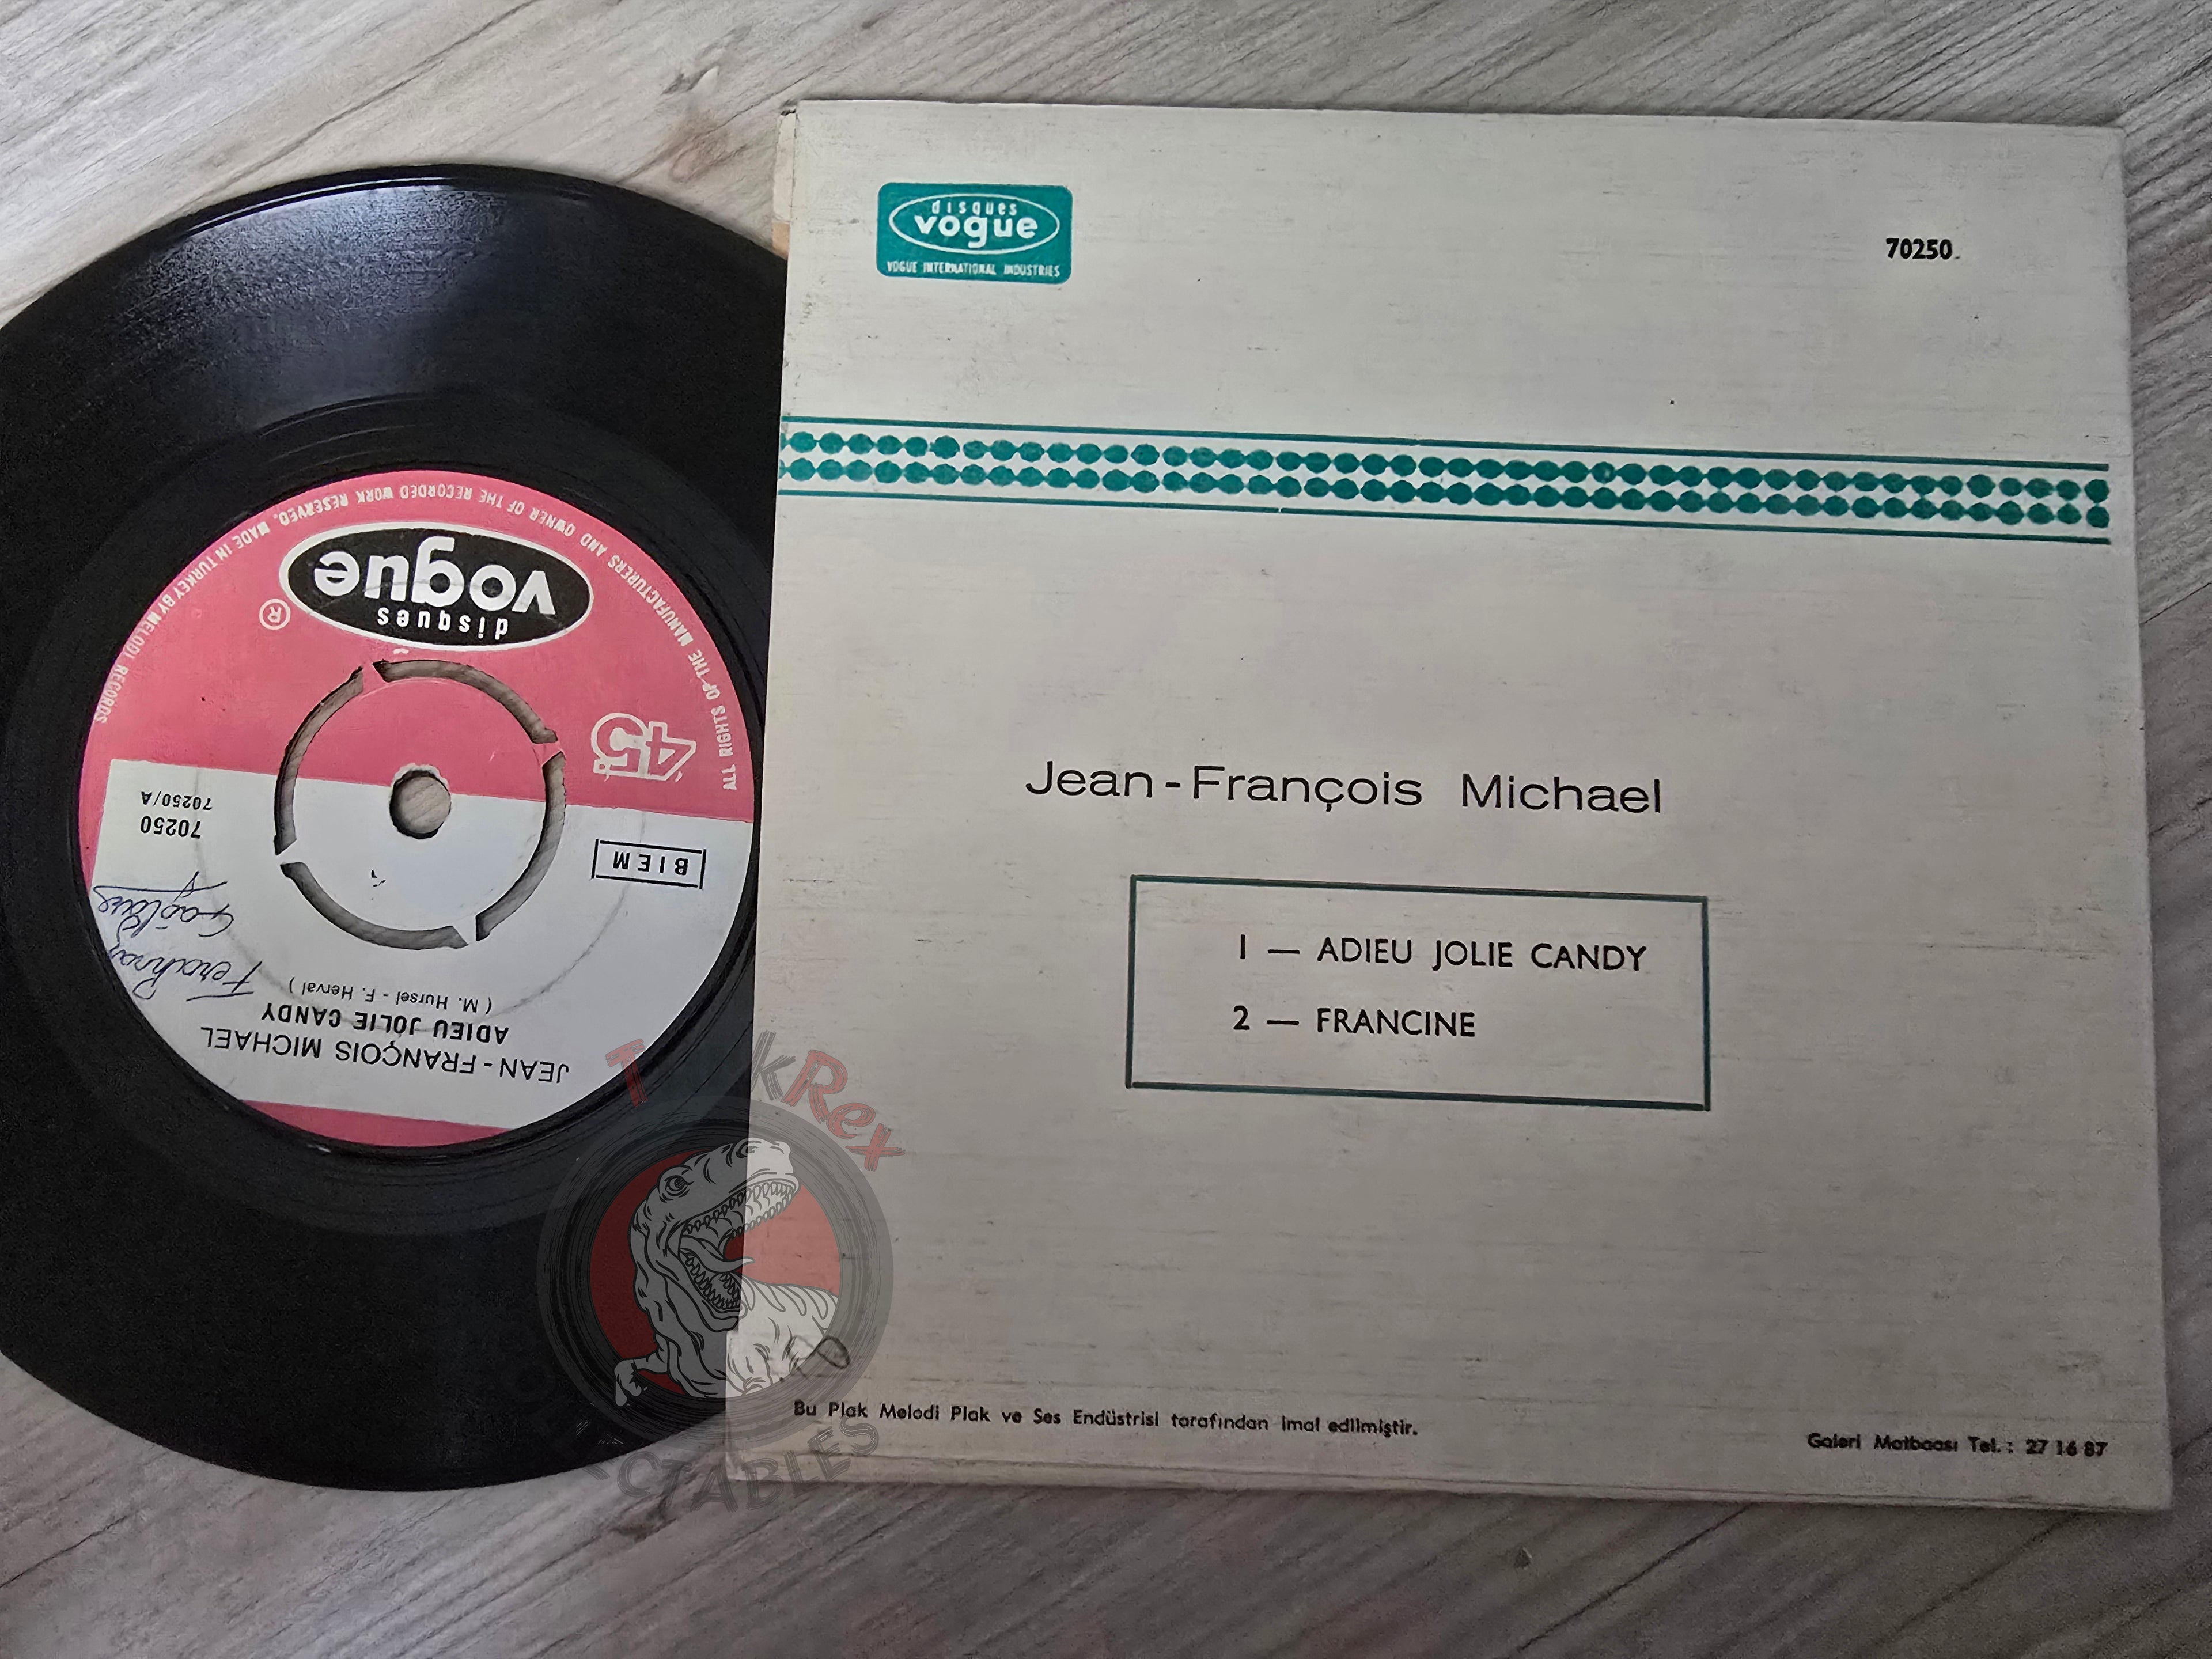 disques
vogue
VOGUE INTERNATIONAL INDUSTRIES
70250
Jean-François Michael
1 — ADIEU JOLIE CANDY
2 — FRANCINE
Bu Plak Melodi Plak ve Ses Endüstrisi tarafından imal edilmiştir.
Galeri Matbaası Tel.: 27 16 87
ALL RIGHTS OF THE MANUFACTURERS AND OWNER OF THE RECORDED WORK RESERVED. MADE IN TURKEY BY MELODI RECORDS
disques
vogue
®
45
BIEM
70250
70250/A
JEAN-FRANÇOIS MICHAEL
ADIEU JOLIE CANDY
( M. Hursel - F. Herval )